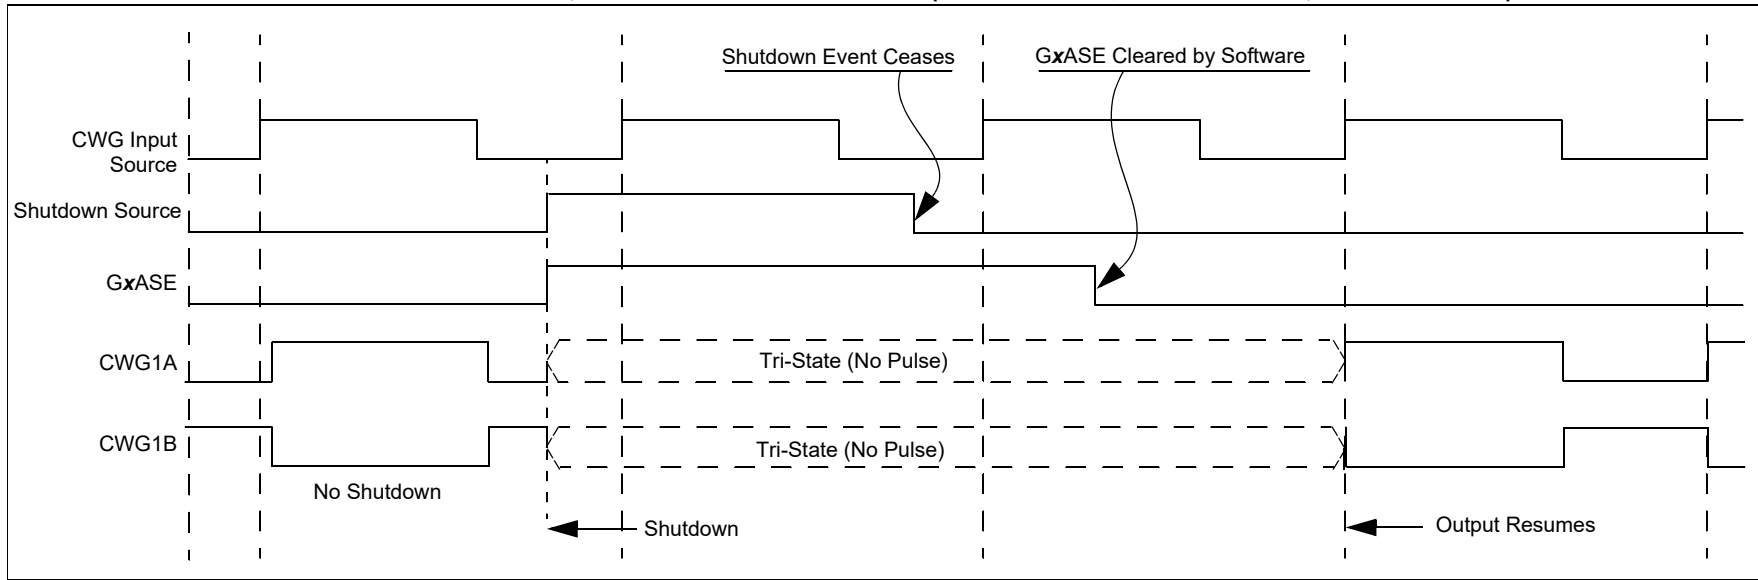 Shutdown Event Ceases
GxASE Cleared by Software
CWG Input
Source
Shutdown Source
GxASE
CWG1A
Tri-State (No Pulse)
CWG1B
Tri-State (No Pulse)
No Shutdown
Shutdown
Output Resumes